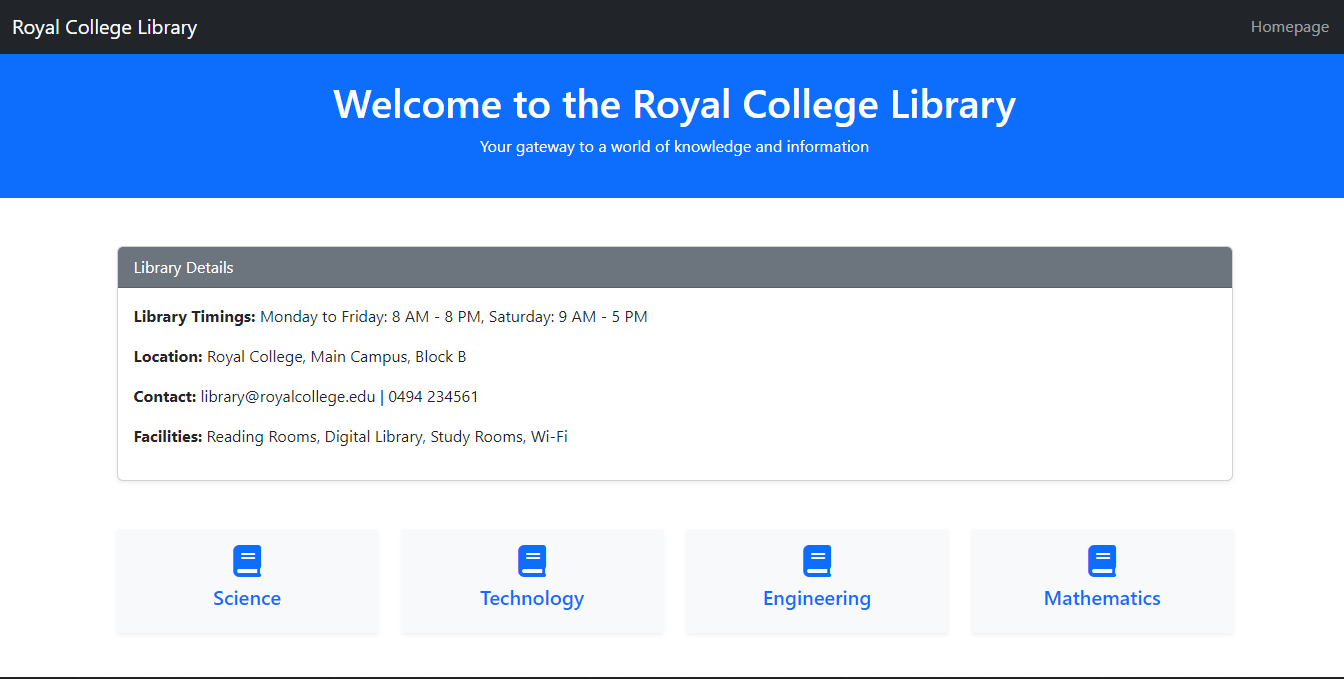 Royal College Library
Homepage
Welcome to the Royal College Library
Your gateway to a world of knowledge and information
Library Details
Library Timings: Monday to Friday: 8 AM - 8 PM, Saturday: 9 AM - 5 PM
Location: Royal College, Main Campus, Block B
Contact: library@royalcollege.edu | 0494 234561
Facilities: Reading Rooms, Digital Library, Study Rooms, Wi-Fi
Science
Technology
Engineering
Mathematics